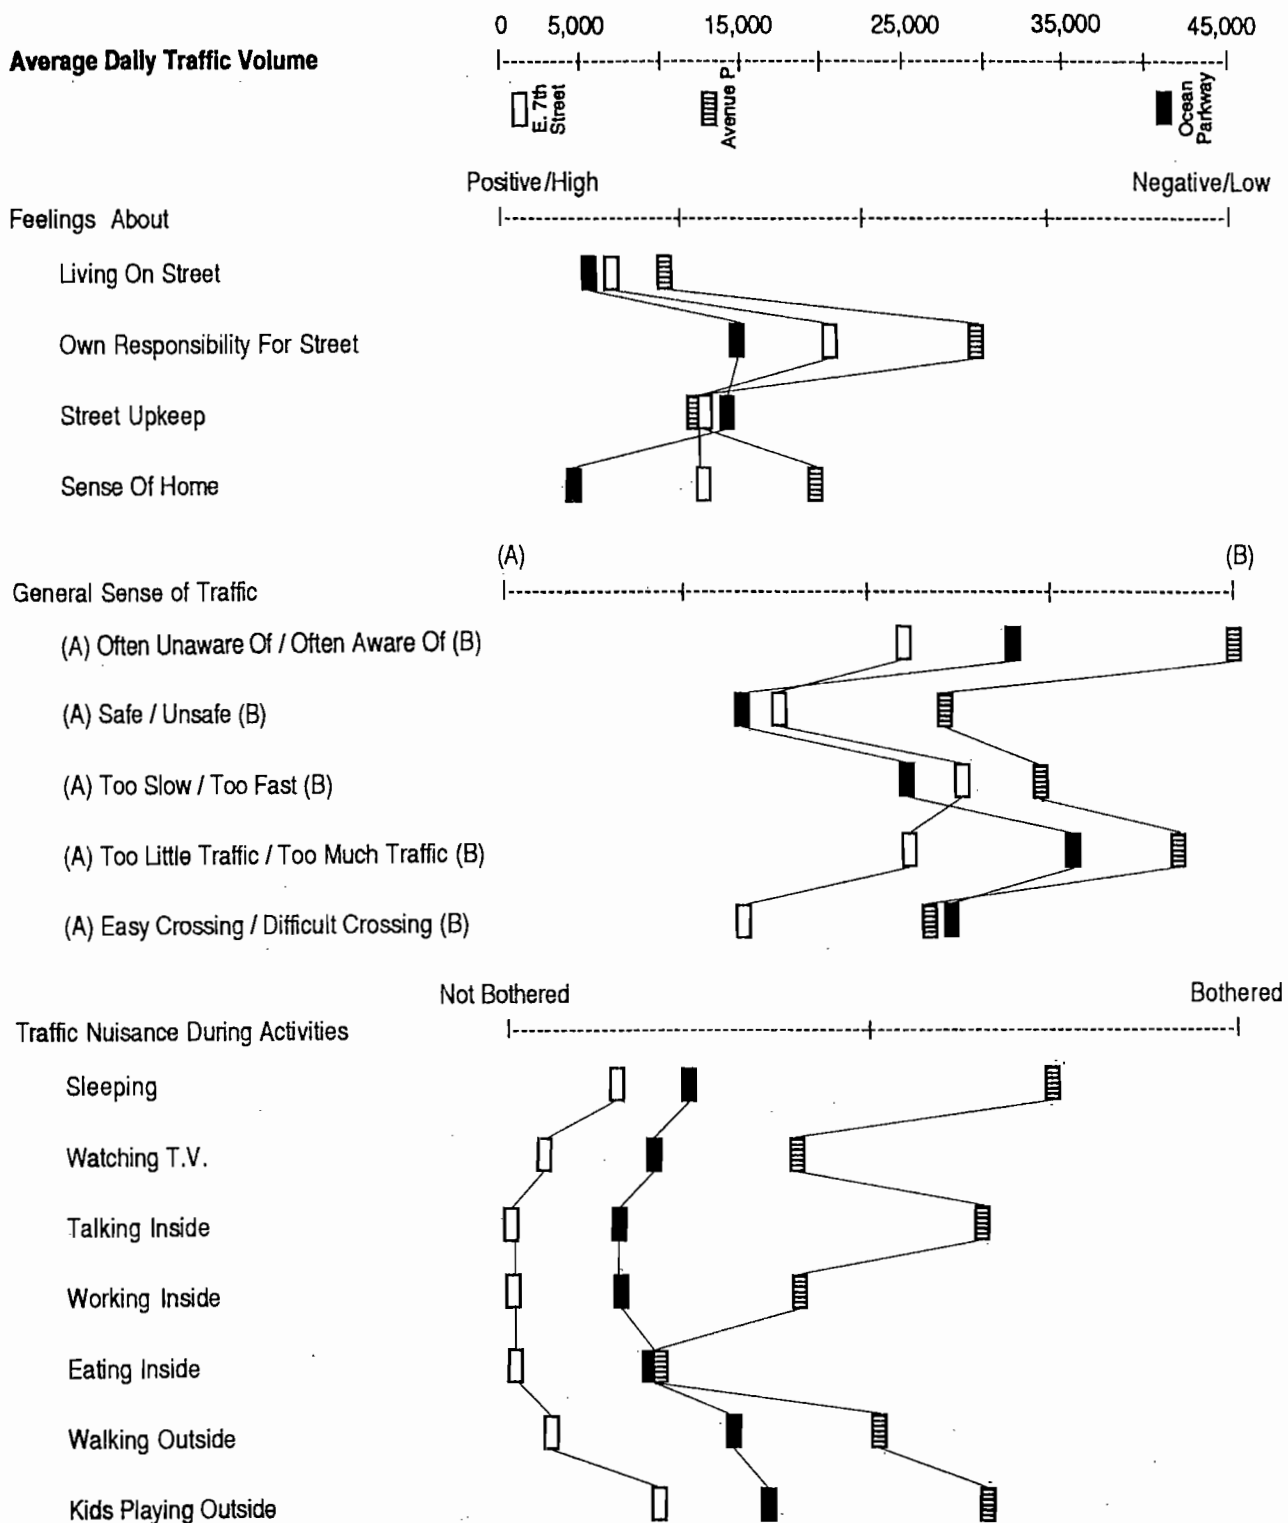 0 5,000 15,000 25,000 35,000 45,000
Average Daily Traffic Volume
E. 7th
Street
Avenue P
Ocean
Parkway
Positive/High Negative/Low
Feelings About
Living On Street
Own Responsibility For Street
Street Upkeep
Sense Of Home
(A) (B)
General Sense of Traffic
(A) Often Unaware Of / Often Aware Of (B)
(A) Safe / Unsafe (B)
(A) Too Slow / Too Fast (B)
(A) Too Little Traffic / Too Much Traffic (B)
(A) Easy Crossing / Difficult Crossing (B)
Not Bothered Bothered
Traffic Nuisance During Activities
Sleeping
Watching T.V.
Talking Inside
Working Inside
Eating Inside
Walking Outside
Kids Playing Outside